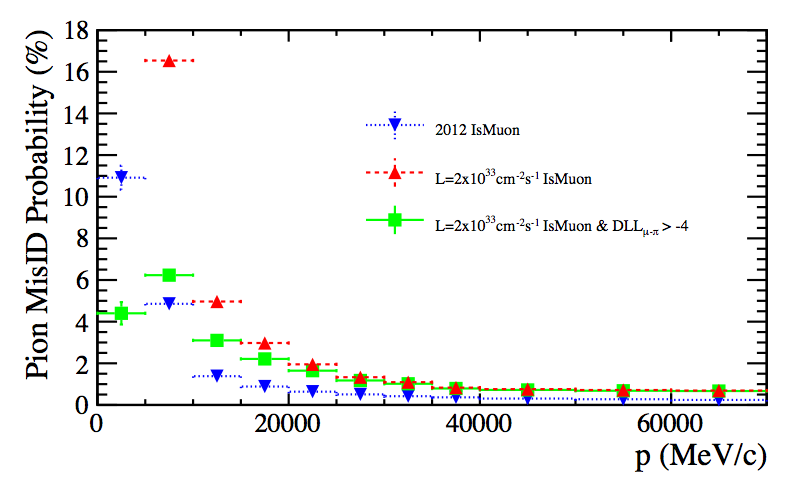 Pion MisID Probability (%)
18
16
14
12
10
8
6
4
2
0
2012 IsMuon
L=2x10³³cm⁻²s⁻¹ IsMuon
L=2x10³³cm⁻²s⁻¹ IsMuon & DLLμ-π > -4
0 20000 40000 60000
p (MeV/c)